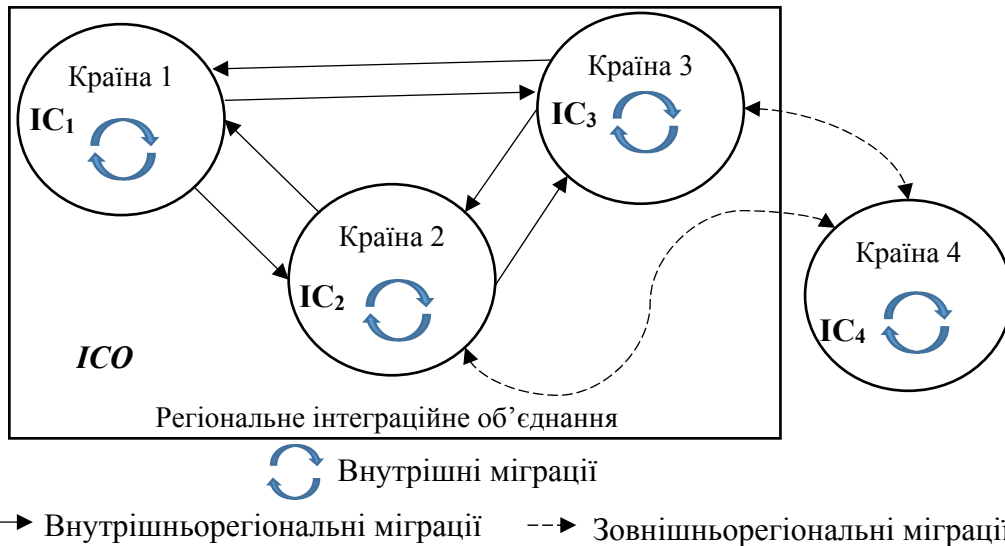 Країна 1
Країна 3
ІС₁
ІС₃
Країна 2
Країна 4
ІС₂
ІС₄
ІСО
Регіональне інтеграційне об’єднання
Внутрішні міграції
Внутрішньорегіональні міграції
Зовнішньорегіональні міграції